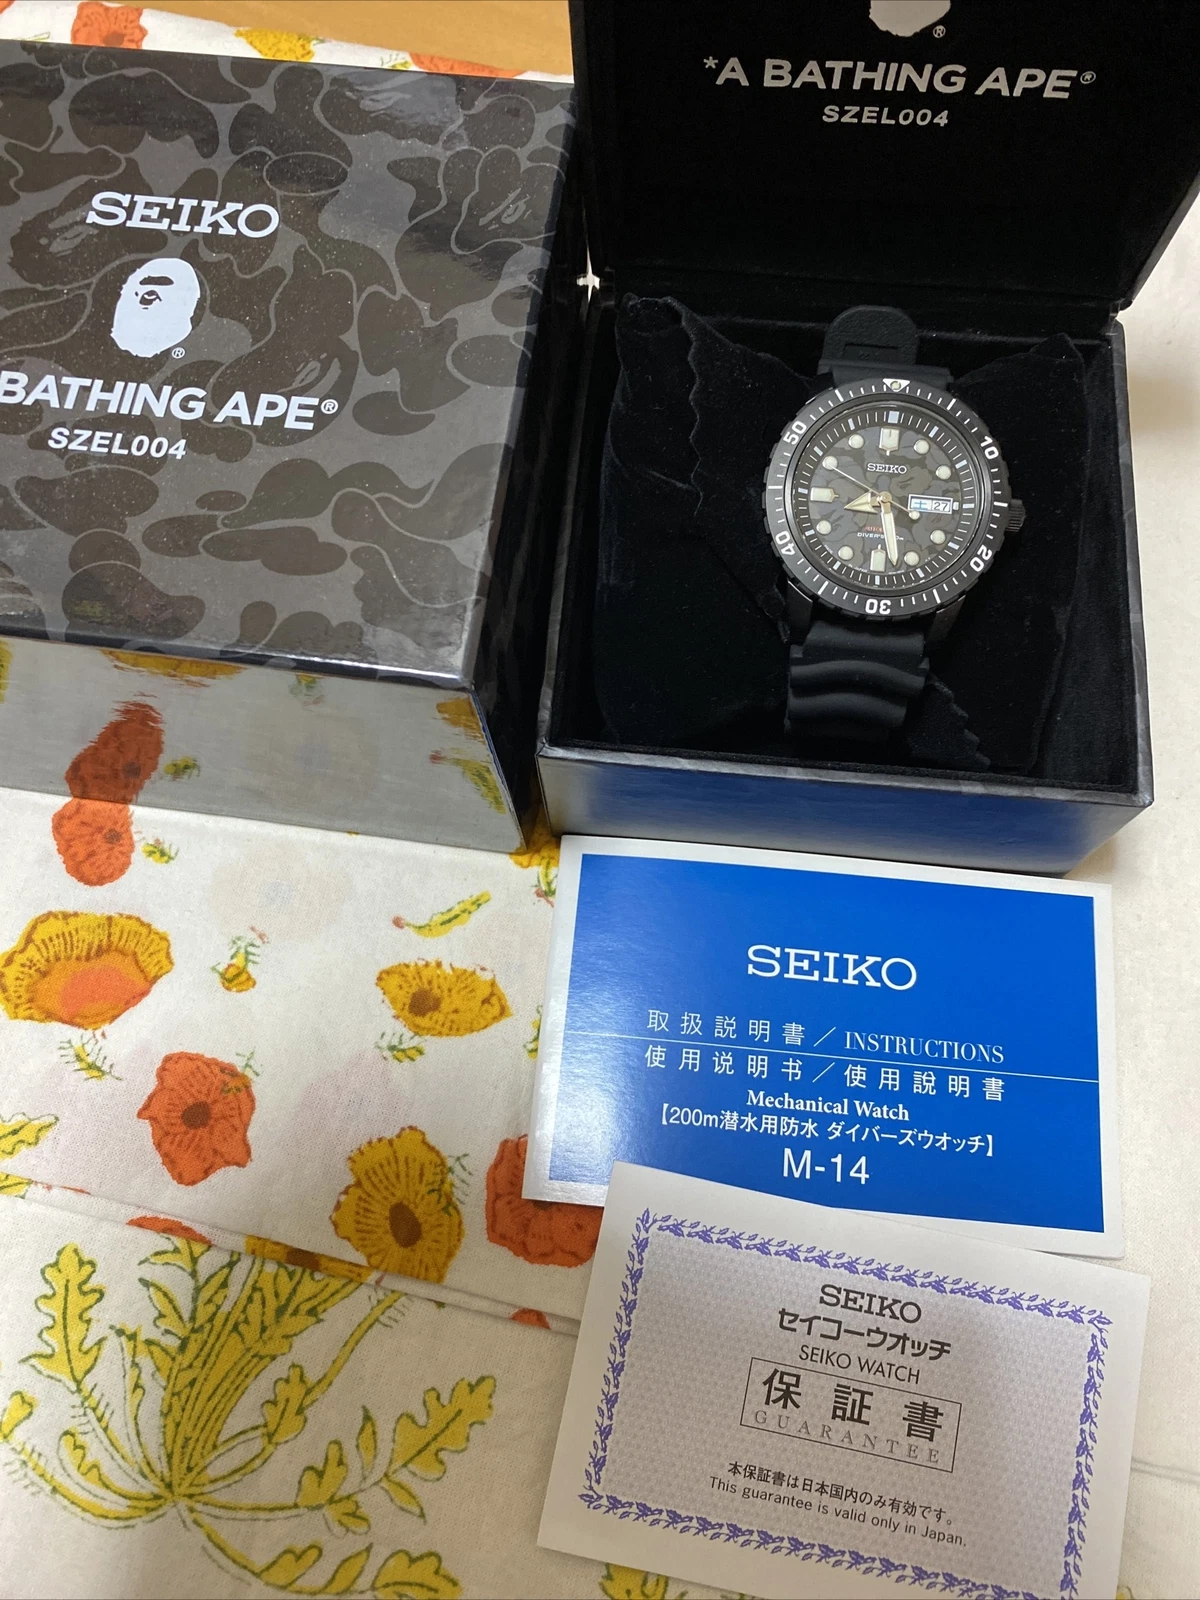 *A BATHING APE®
SZEL004
SEIKO
®
BATHING APE®
SZEL004
50
10
20
30
40
SEIKO
土 27
DIVER'S
SEIKO
取扱説明書／INSTRUCTIONS
使用说明书／使用說明書
Mechanical Watch
【200m潜水用防水 ダイバーズウオッチ】
M-14
SEIKO
セイコーウオッチ
SEIKO WATCH
保証書
GUARANTEE
本保証書は日本国内のみ有効です。
This guarantee is valid only in Japan.